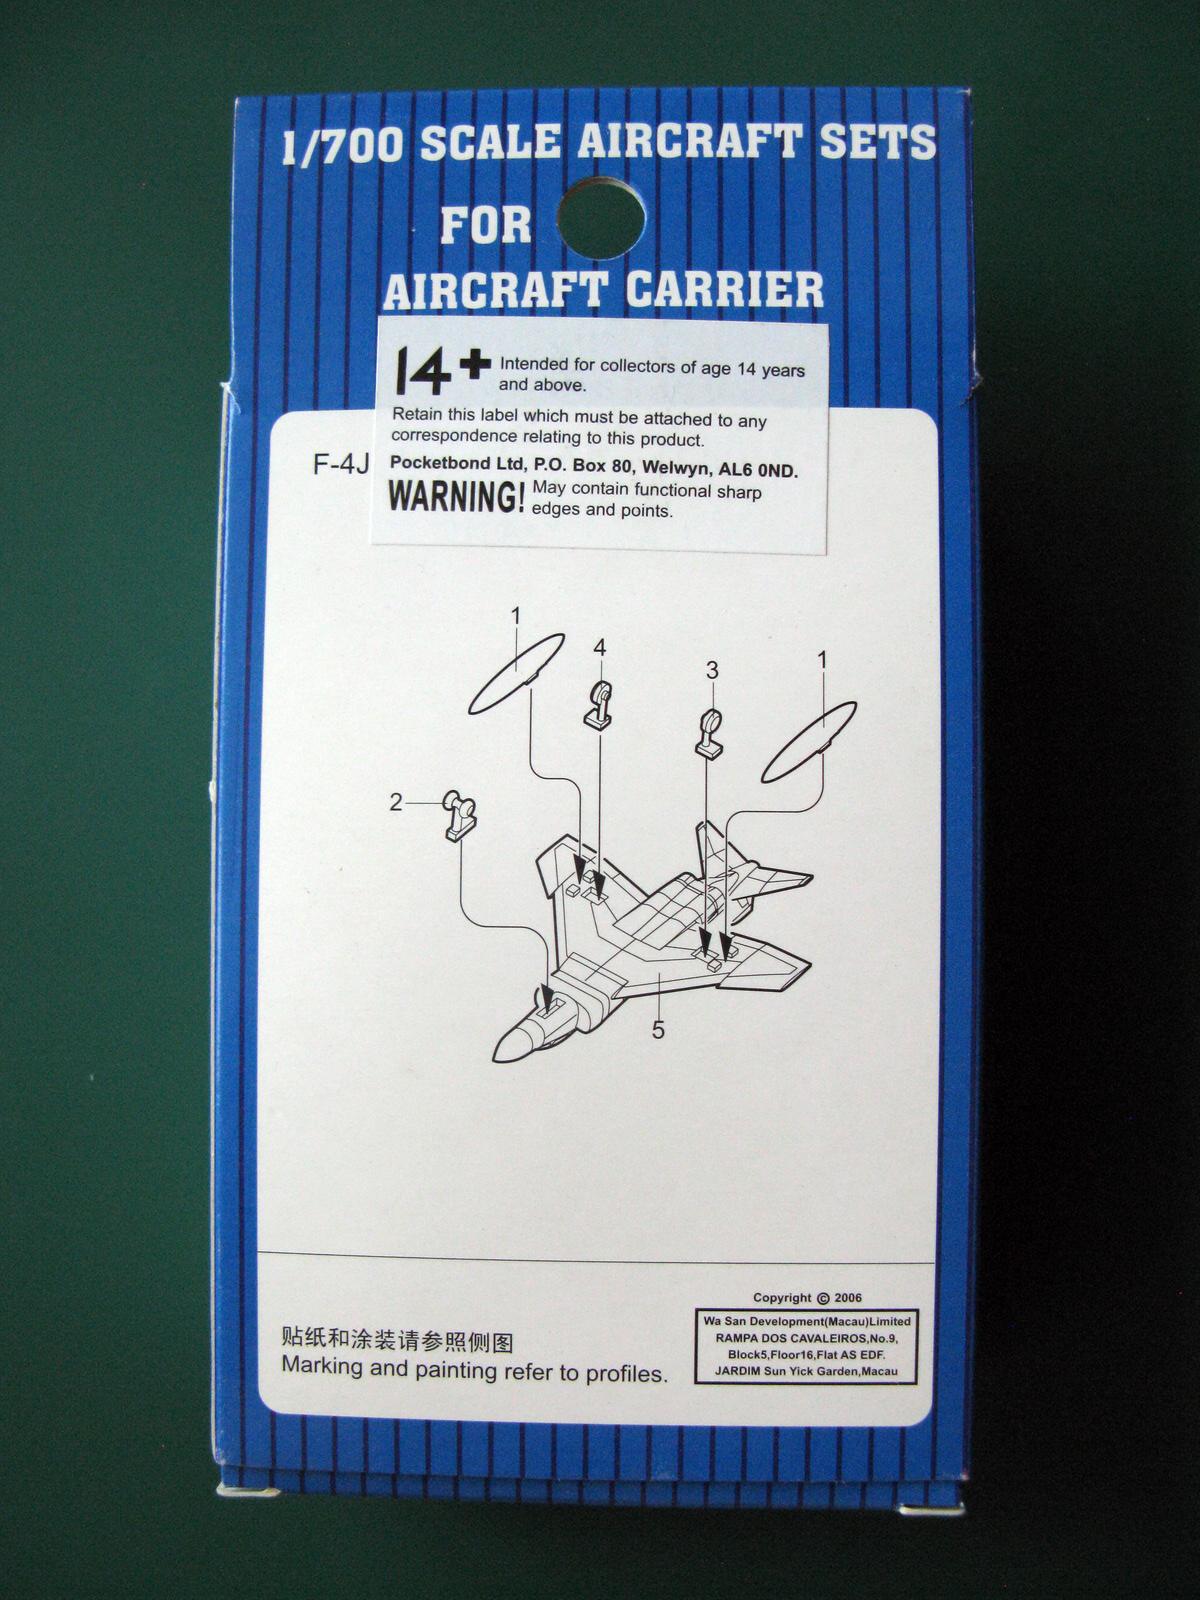 1/700 SCALE AIRCRAFT SETS
FOR
AIRCRAFT CARRIER
14+ Intended for collectors of age 14 years
and above.
Retain this label which must be attached to any
correspondence relating to this product.
F-4J
Pocketbond Ltd, P.O. Box 80, Welwyn, AL6 0ND.
WARNING! May contain functional sharp
edges and points.
1
4
3
1
2
5
Copyright © 2006
Wa San Development(Macau)Limited
RAMPA DOS CAVALEIROS,No.9,
Block5,Floor16,Flat AS EDF.
JARDIM Sun Yick Garden,Macau
贴纸和涂装请参照侧图
Marking and painting refer to profiles.